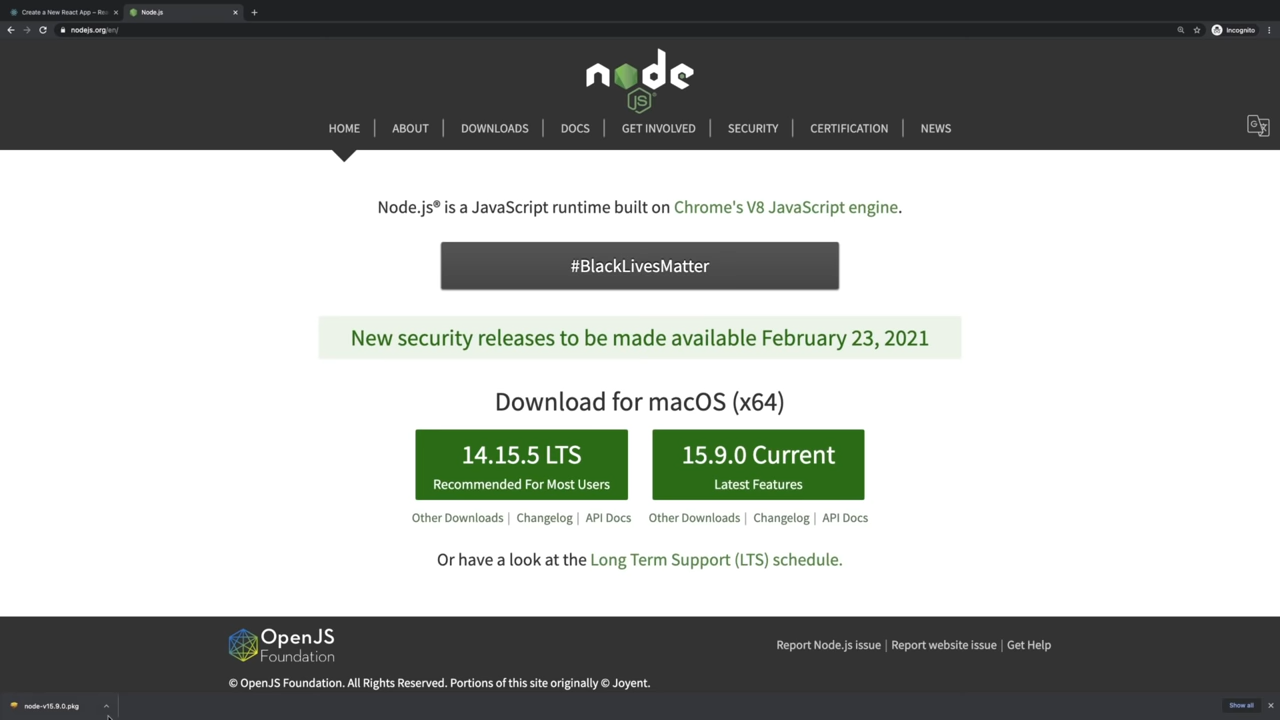 Create a New React App – Rea
Node.js
nodejs.org/en/
Incognito
node
JS
HOME | ABOUT | DOWNLOADS | DOCS | GET INVOLVED | SECURITY | CERTIFICATION | NEWS
Node.js® is a JavaScript runtime built on Chrome's V8 JavaScript engine.
#BlackLivesMatter
New security releases to be made available February 23, 2021
Download for macOS (x64)
14.15.5 LTS
Recommended For Most Users
15.9.0 Current
Latest Features
Other Downloads | Changelog | API Docs
Other Downloads | Changelog | API Docs
Or have a look at the Long Term Support (LTS) schedule.
OpenJS
Foundation
Report Node.js issue | Report website issue | Get Help
© OpenJS Foundation. All Rights Reserved. Portions of this site originally © Joyent.
node-v15.9.0.pkg
Show all